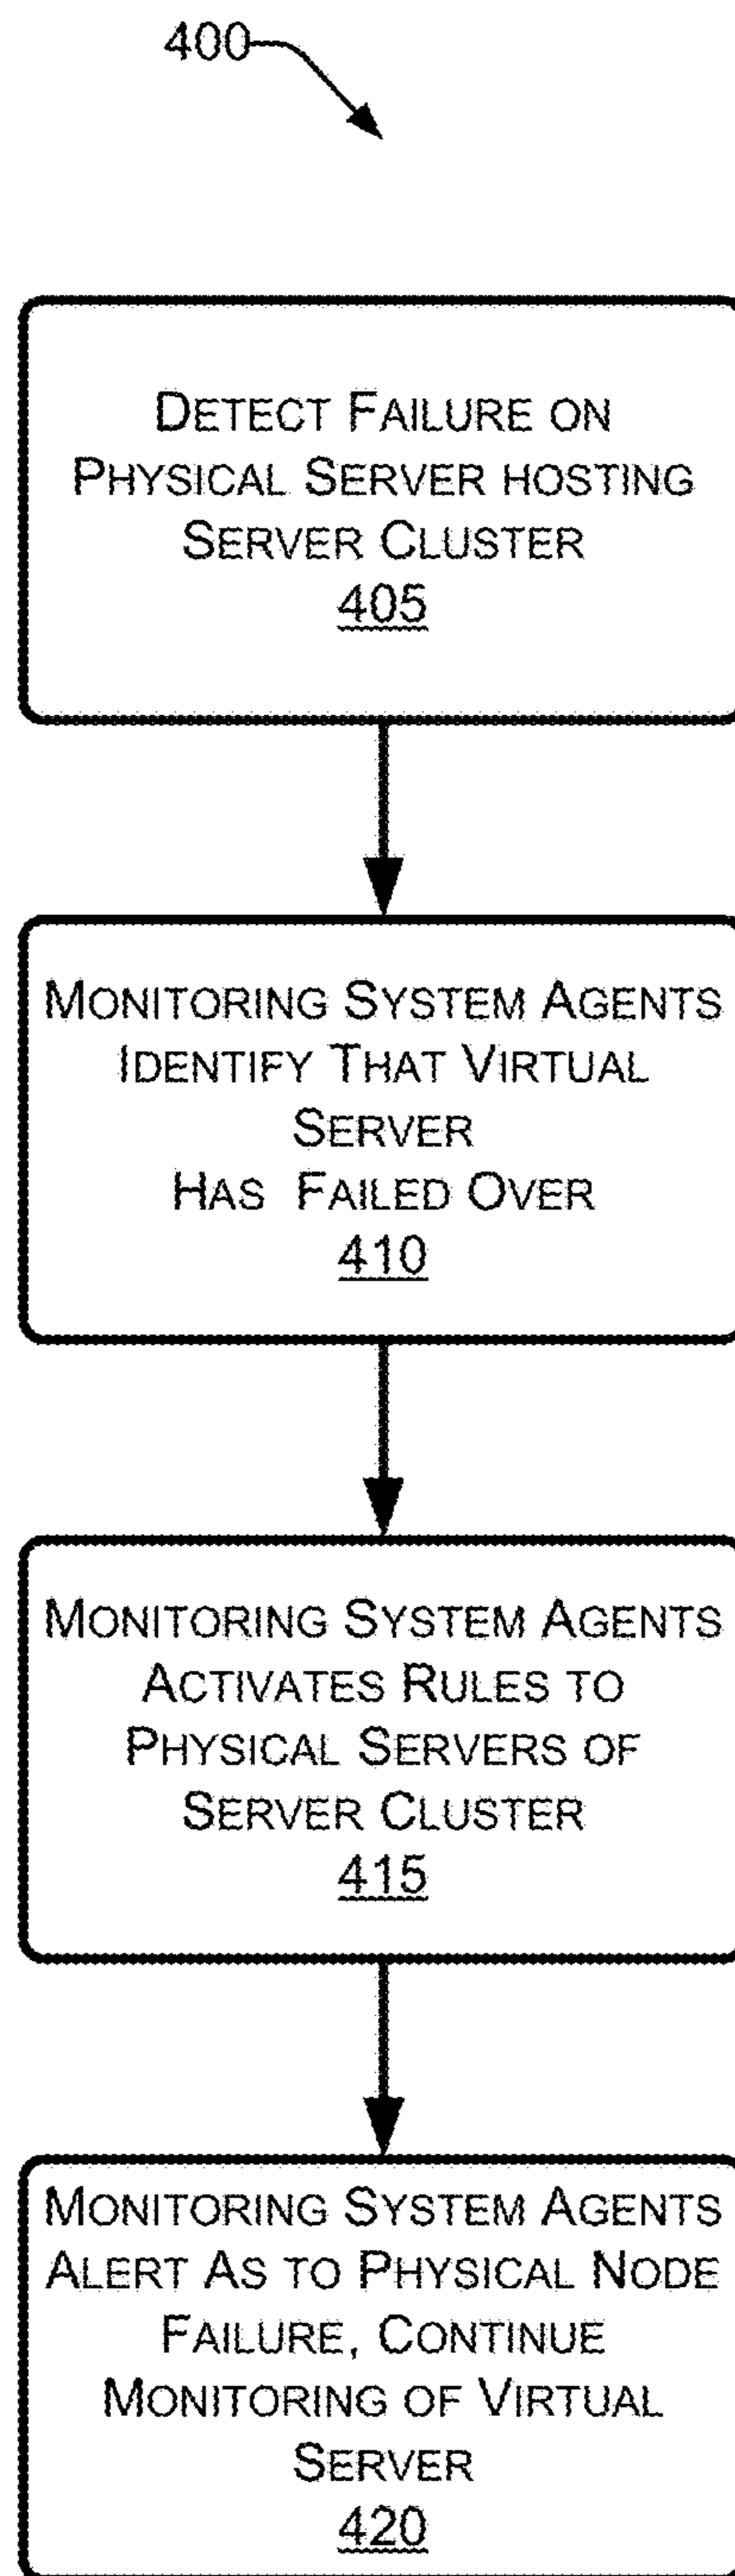 400
DETECT FAILURE ON
PHYSICAL SERVER HOSTING
SERVER CLUSTER
405
MONITORING SYSTEM AGENTS
IDENTIFY THAT VIRTUAL
SERVER
HAS FAILED OVER
410
MONITORING SYSTEM AGENTS
ACTIVATES RULES TO
PHYSICAL SERVERS OF
SERVER CLUSTER
415
MONITORING SYSTEM AGENTS
ALERT AS TO PHYSICAL NODE
FAILURE, CONTINUE
MONITORING OF VIRTUAL
SERVER
420